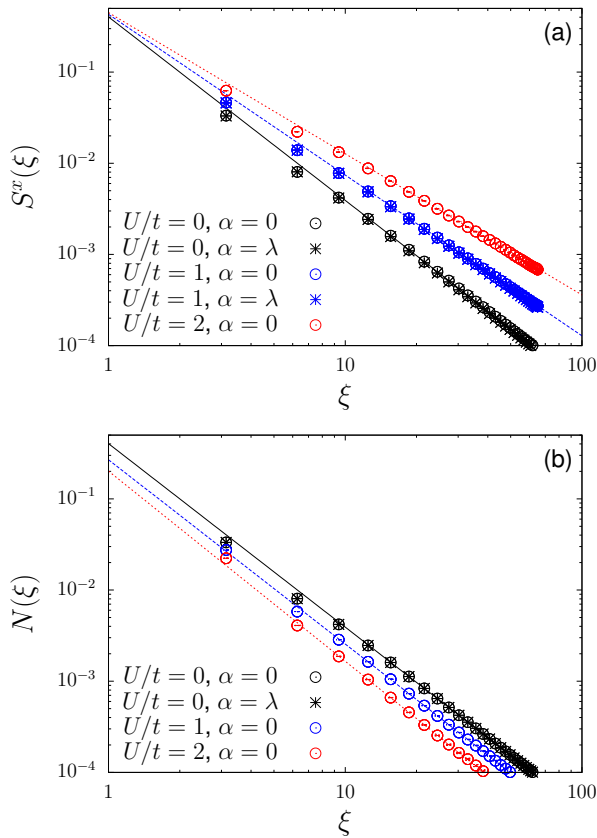 (a)
10⁻¹
10⁻²
10⁻³
10⁻⁴
Sˣ(ξ)
U/t = 0, α = 0
U/t = 0, α = λ
U/t = 1, α = 0
U/t = 1, α = λ
U/t = 2, α = 0
1 10 100
ξ
(b)
10⁻¹
10⁻²
10⁻³
10⁻⁴
N(ξ)
U/t = 0, α = 0
U/t = 0, α = λ
U/t = 1, α = 0
U/t = 2, α = 0
1 10 100
ξ